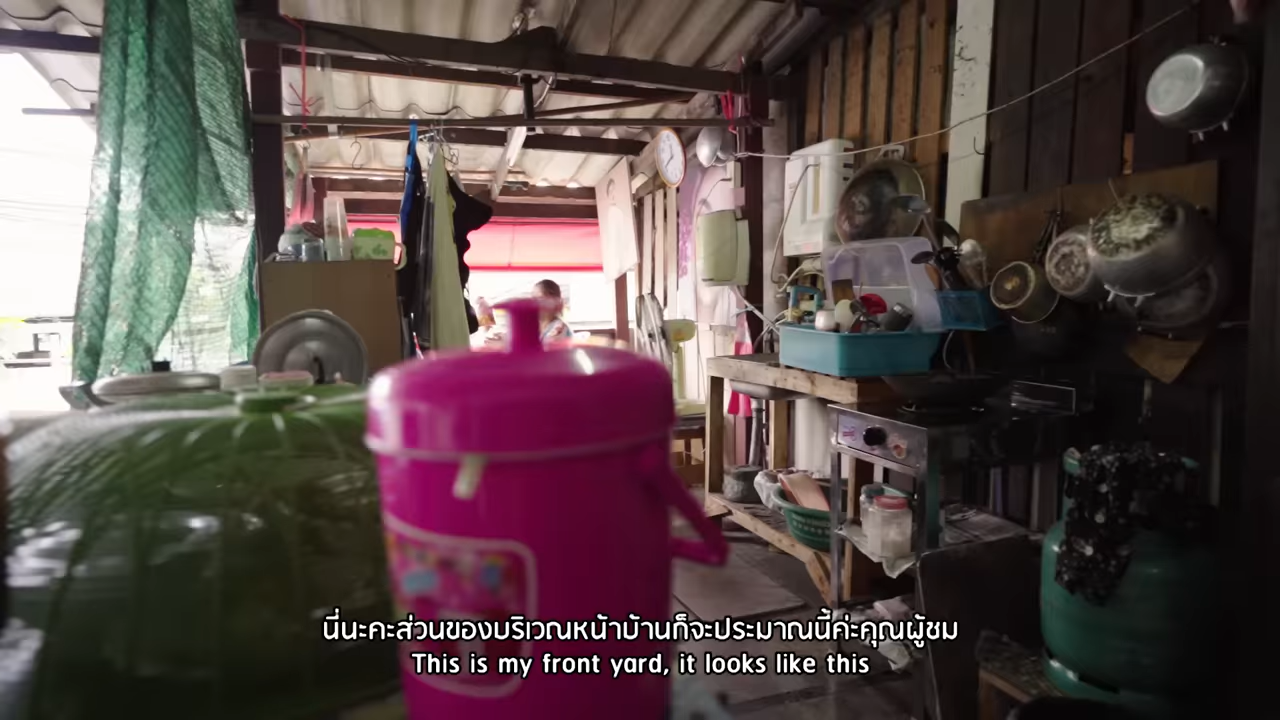 นี่นะคะส่วนของบริเวณหน้าบ้านก็จะประมาณนี้ค่ะคุณผู้ชม
This is my front yard, it looks like this